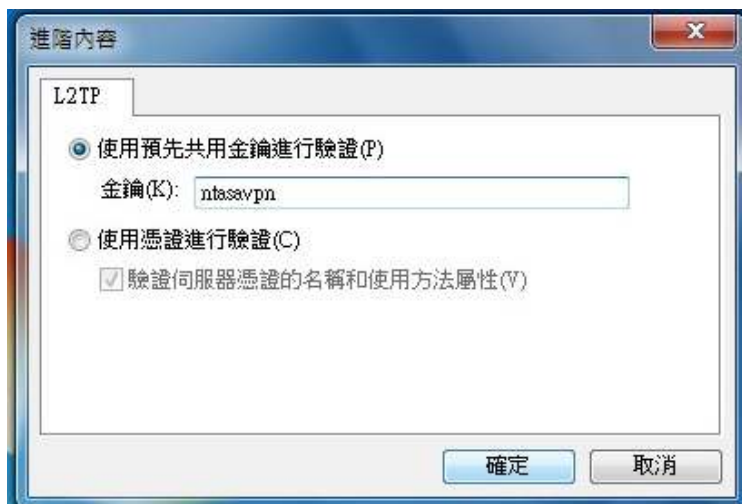 進階內容
L2TP
使用預先共用金鑰進行驗證(P)
金鑰(K): ntasavpn
使用憑證進行驗證(C)
驗證伺服器憑證的名稱和使用方法屬性(V)
確定 取消